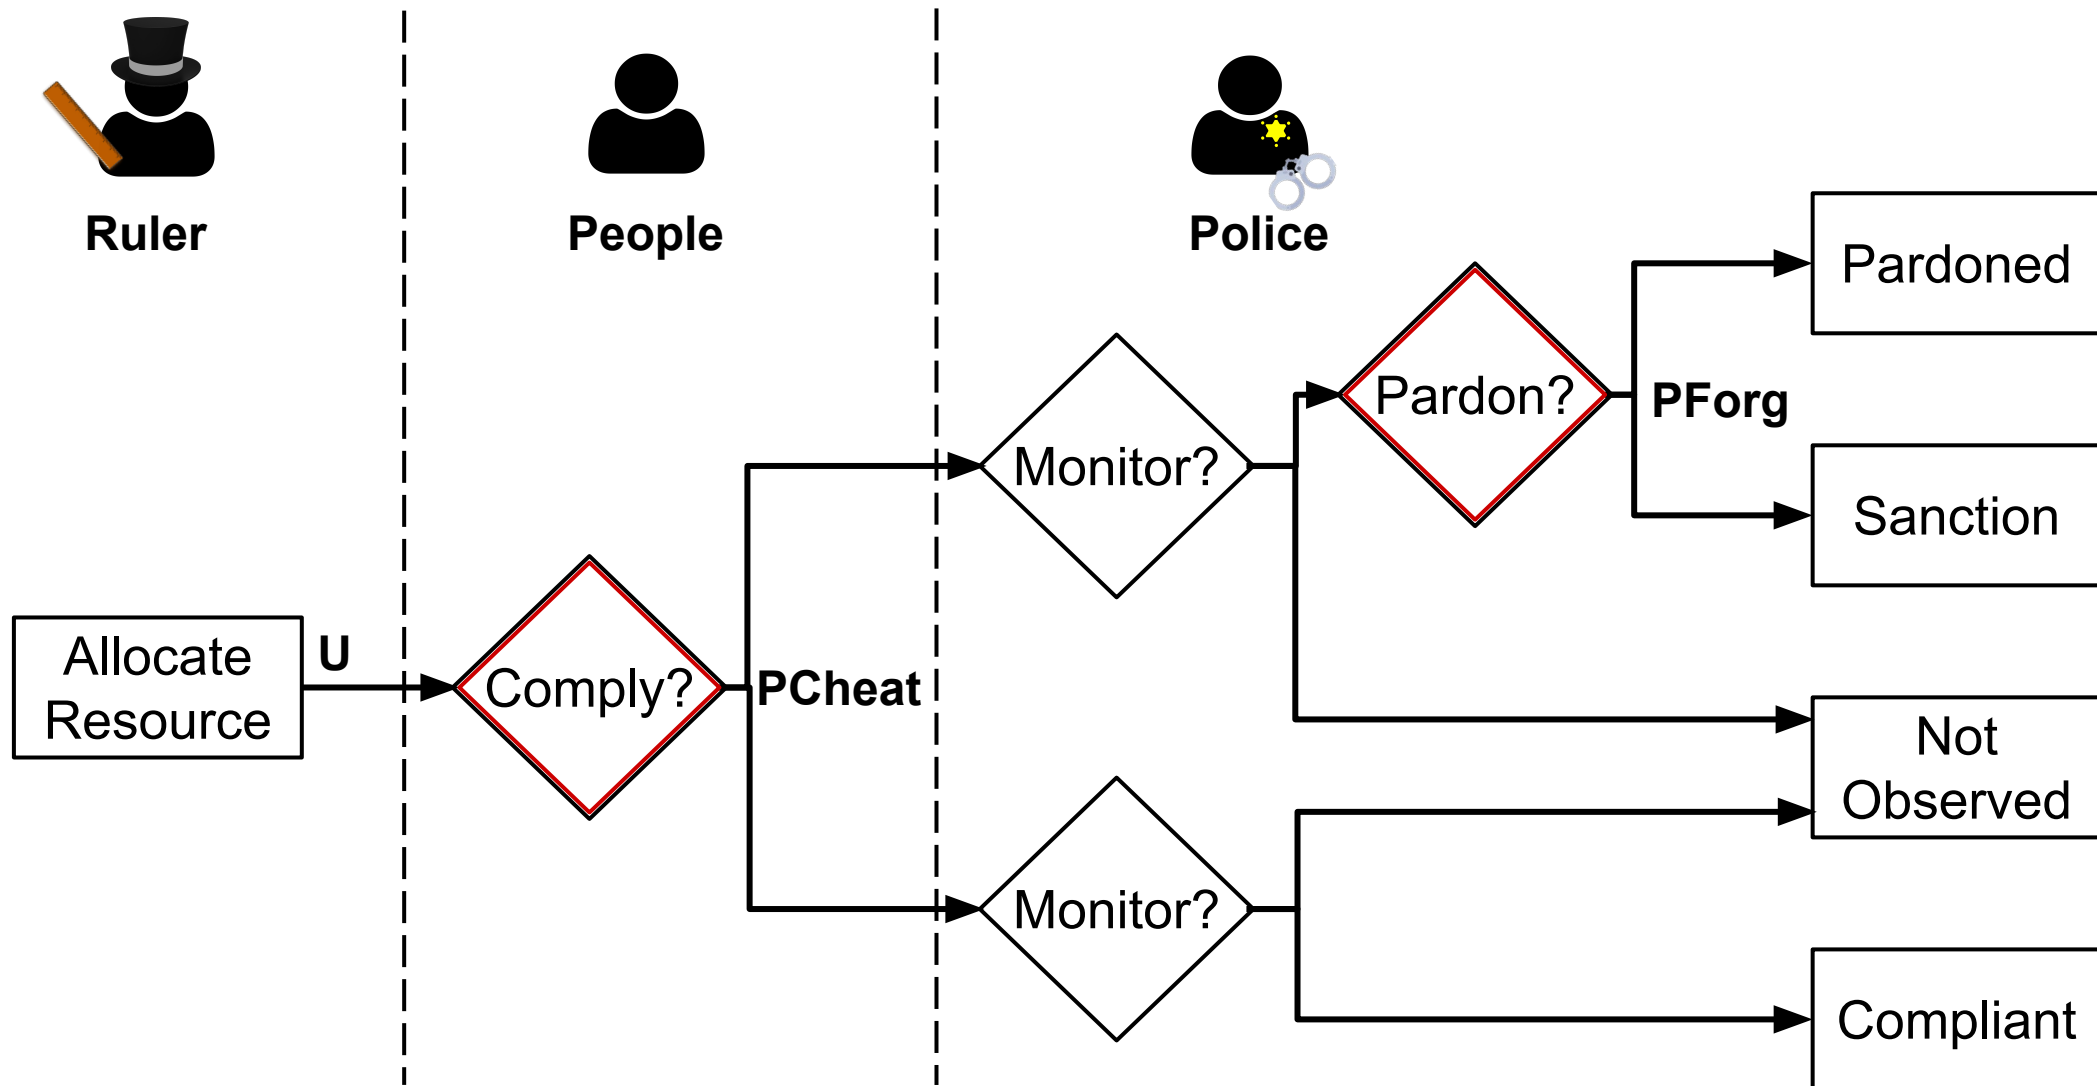 Ruler
People
Police
Pardoned
Pardon?
PForg
Monitor?
Sanction
Allocate
Resource
U
Comply?
PCheat
Not
Observed
Monitor?
Compliant